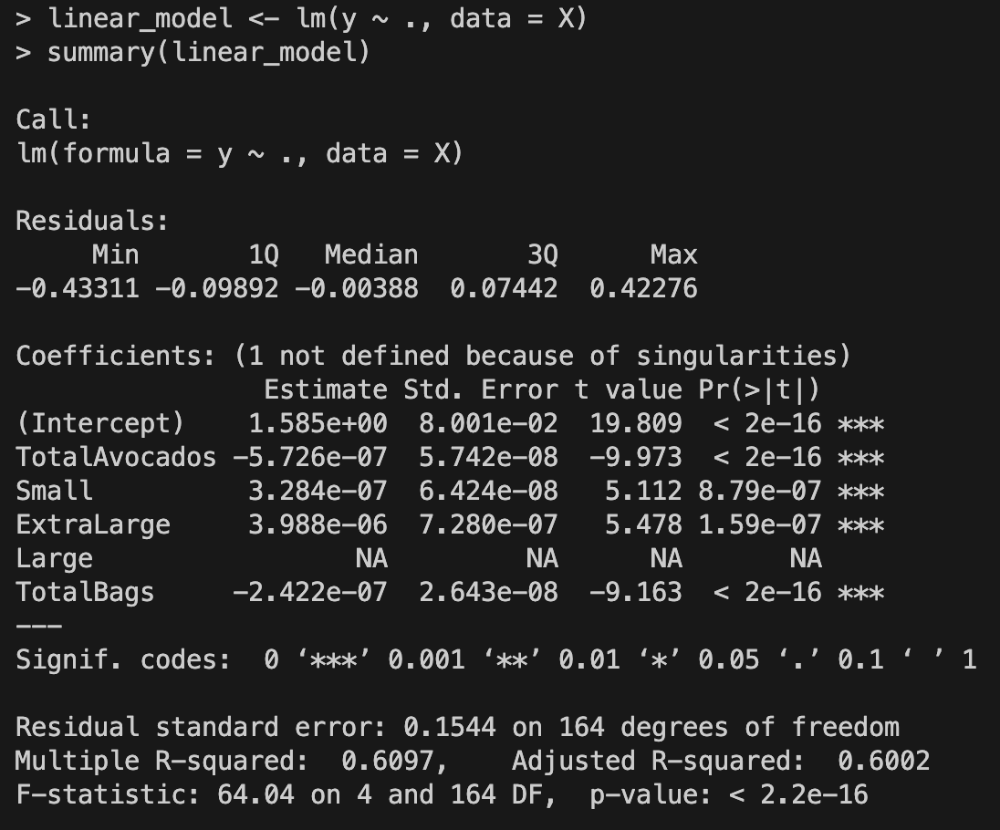 > linear_model <- lm(y ~ ., data = X)
> summary(linear_model)
Call:
lm(formula = y ~ ., data = X)
Residuals:
     Min       1Q   Median       3Q      Max
-0.43311 -0.09892 -0.00388  0.07442  0.42276
Coefficients: (1 not defined because of singularities)
                Estimate Std. Error t value Pr(>|t|)
(Intercept)    1.585e+00  8.001e-02  19.809  < 2e-16 ***
TotalAvocados -5.726e-07  5.742e-08  -9.973  < 2e-16 ***
Small          3.284e-07  6.424e-08   5.112 8.79e-07 ***
ExtraLarge     3.988e-06  7.280e-07   5.478 1.59e-07 ***
Large                 NA         NA      NA       NA
TotalBags     -2.422e-07  2.643e-08  -9.163  < 2e-16 ***
---
Signif. codes:  0 ‘***’ 0.001 ‘**’ 0.01 ‘*’ 0.05 ‘.’ 0.1 ‘ ’ 1
Residual standard error: 0.1544 on 164 degrees of freedom
Multiple R-squared:  0.6097,    Adjusted R-squared:  0.6002
F-statistic: 64.04 on 4 and 164 DF,  p-value: < 2.2e-16